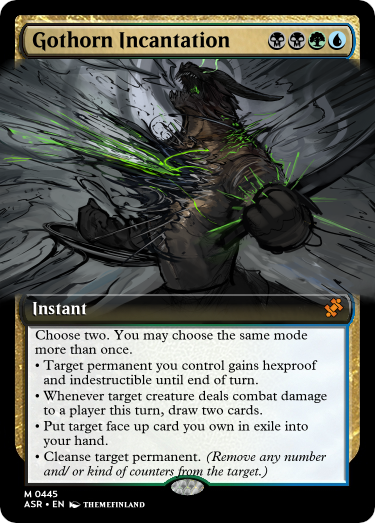 Gothorn Incantation
Instant
Choose two. You may choose the same mode
more than once.
• Target permanent you control gains hexproof
and indestructible until end of turn.
• Whenever target creature deals combat damage
to a player this turn, draw two cards.
• Put target face up card you own in exile into
your hand.
• Cleanse target permanent. (Remove any number
and/ or kind of counters from the target.)
M 0445
ASR • EN THEMEFINLAND